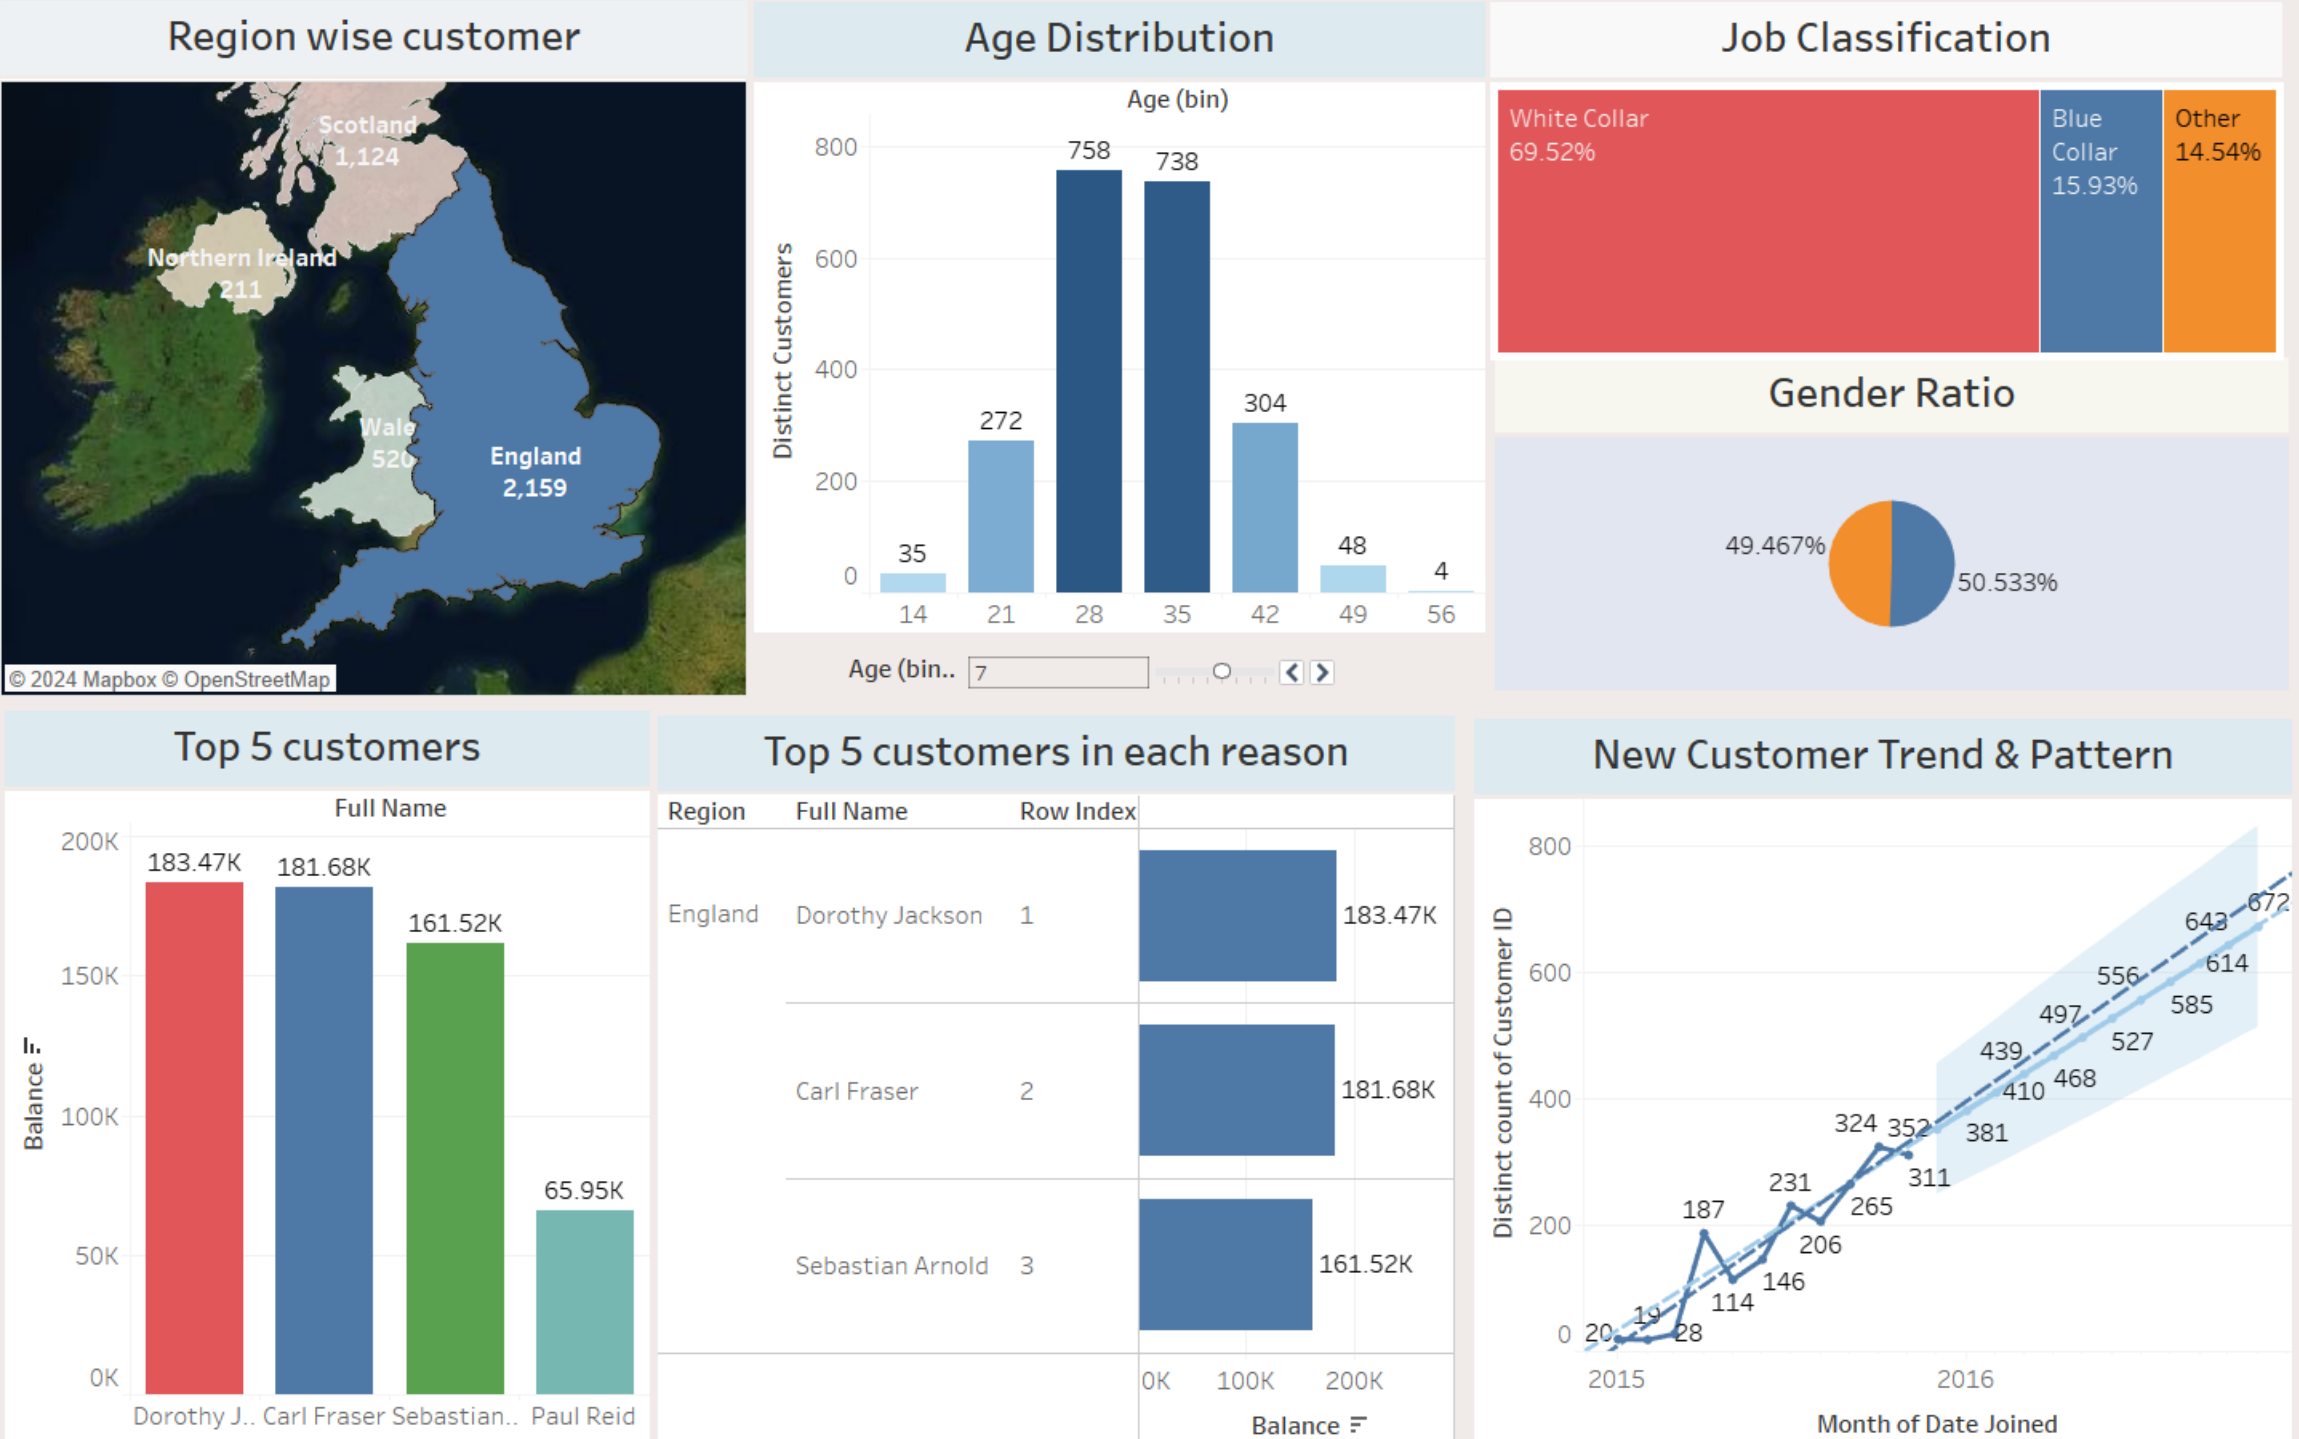 Region wise customer
Scotland
1,124
Northern Ireland
211
Wale
520
England
2,159
© 2024 Mapbox © OpenStreetMap
Age Distribution
Age (bin)
Distinct Customers
800
600
400
200
0
35
272
758
738
304
48
4
14 21 28 35 42 49 56
Age (bin.. 7
Job Classification
White Collar
69.52%
Blue
Collar
15.93%
Other
14.54%
Gender Ratio
49.467%
50.533%
Top 5 customers
Full Name
Balance
200K
150K
100K
50K
0K
183.47K
181.68K
161.52K
65.95K
Dorothy J.. Carl Fraser Sebastian.. Paul Reid
Top 5 customers in each reason
Region Full Name Row Index
England Dorothy Jackson 1 183.47K
Carl Fraser 2 181.68K
Sebastian Arnold 3 161.52K
0K 100K 200K
Balance
New Customer Trend & Pattern
Distinct count of Customer ID
800
600
400
200
0
20
19
28
187
114
146
231
206
265
324
352
311
381
410
439
468
497
527
556
585
614
643
672
2015 2016
Month of Date Joined